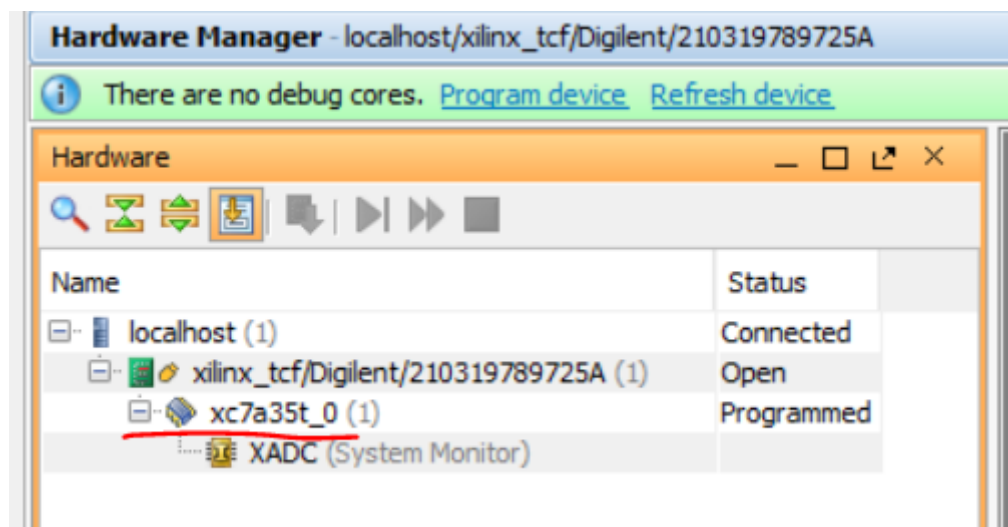 Hardware Manager - localhost/xilinx_tcf/Digilent/210319789725A
There are no debug cores. Program device Refresh device
Hardware
Name Status
localhost (1) Connected
xilinx_tcf/Digilent/210319789725A (1) Open
xc7a35t_0 (1) Programmed
XADC (System Monitor)